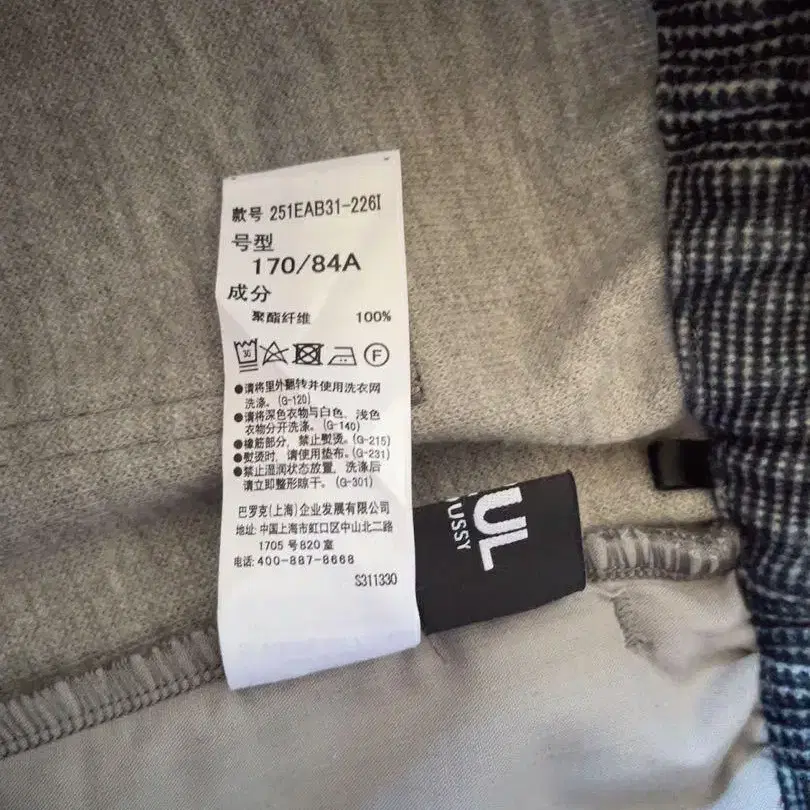 款号 251EAB31-226I
号型
170/84A
成分
聚酯纤维 100%
30
F
●请将里外翻转并使用洗衣网
洗涤。(G-120)
●请将深色衣物与白色、浅色
衣物分开洗涤。(G-140)
●橡筋部分,禁止熨烫。(G-215)
●熨烫时,请使用垫布。(G-231)
●禁止湿润状态放置,洗涤后
请立即整形晾干。(G-301)
巴罗克(上海)企业发展有限公司
地址:中国上海市虹口区中山北二路
1705号820室
电话:400-887-8668
S311330
UL
OUSSY